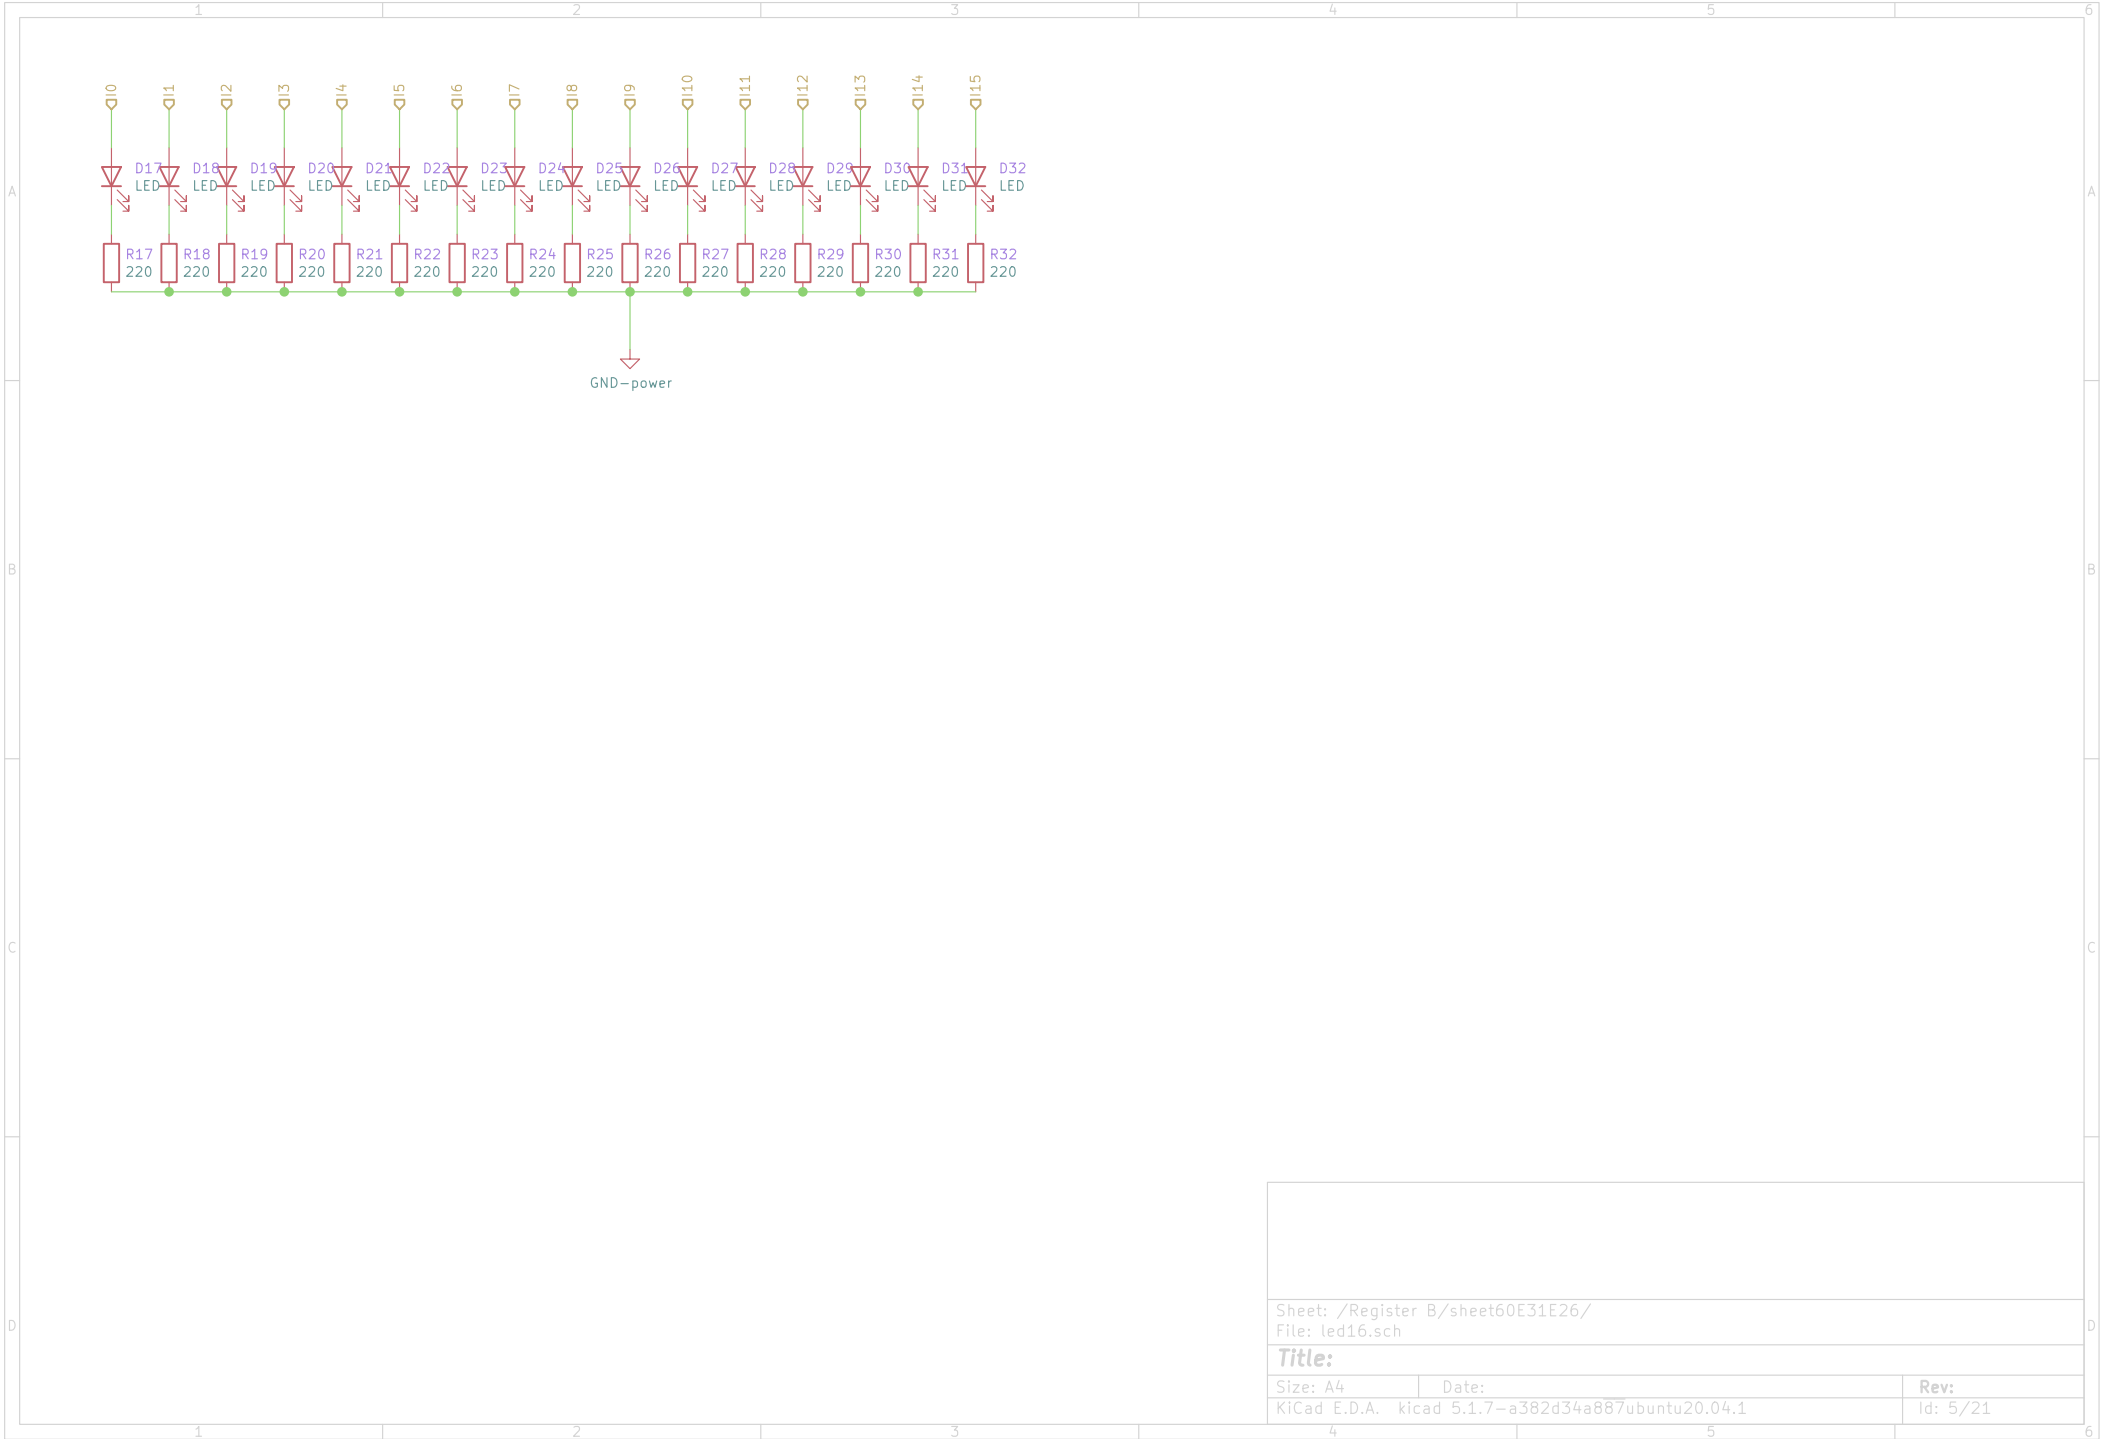 1 2 3 4 5 6
I0 I1 I2 I3 I4 I5 I6 I7 I8 I9 I10 I11 I12 I13 I14 I15
D17 D18 D19 D20 D21 D22 D23 D24 D25 D26 D27 D28 D29 D30 D31 D32
LED LED LED LED LED LED LED LED LED LED LED LED LED LED LED LED
A A
R17 R18 R19 R20 R21 R22 R23 R24 R25 R26 R27 R28 R29 R30 R31 R32
220 220 220 220 220 220 220 220 220 220 220 220 220 220 220 220
GND-power
B B
C C
Sheet: /Register B/sheet60E31E26/
D D
File: led16.sch
Title:
Size: A4 Date: Rev:
KiCad E.D.A. kicad 5.1.7-a382d34a887ubuntu20.04.1 Id: 5/21
1 2 3 4 5 6